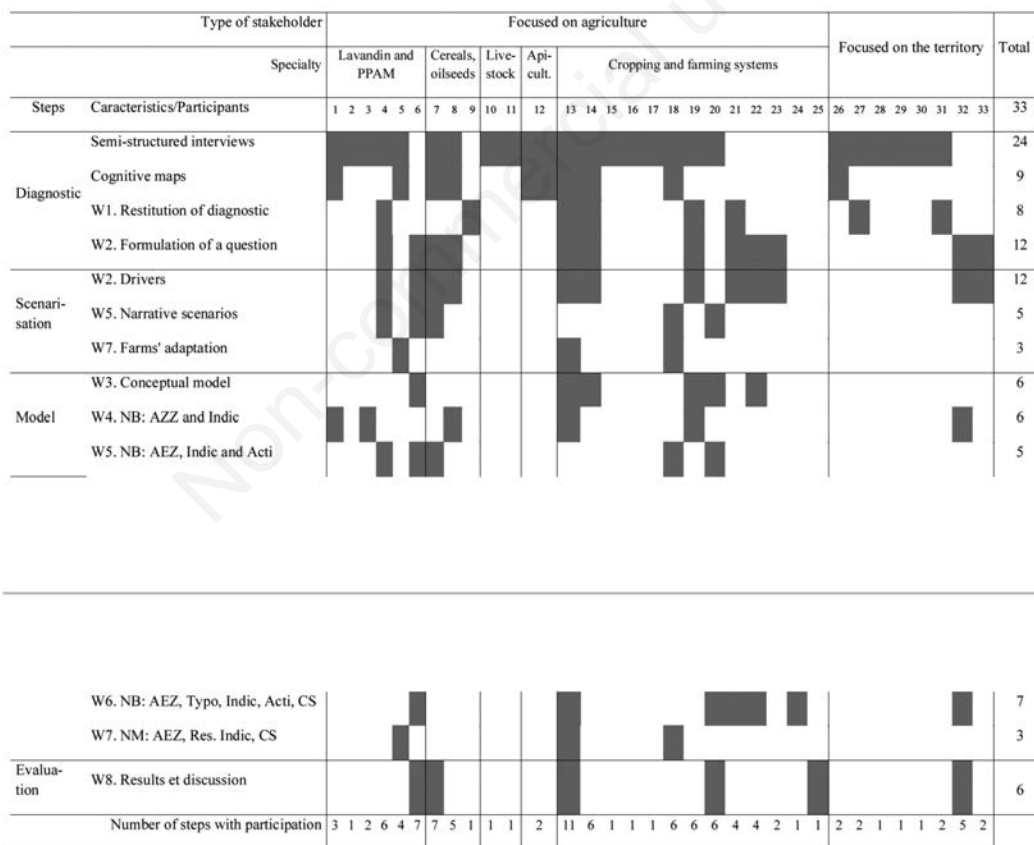 Type of stakeholder Focused on agriculture Focused on the territory Total
Specialty Lavandin and PPAM Cereals, oilseeds Live-stock Api-cult. Cropping and farming systems
Steps Caracteristics/Participants 1 2 3 4 5 6 7 8 9 10 11 12 13 14 15 16 17 18 19 20 21 22 23 24 25 26 27 28 29 30 31 32 33 33
Diagnostic
Semi-structured interviews 24
Cognitive maps 9
W1. Restitution of diagnostic 8
W2. Formulation of a question 12
Scenari-
sation
W2. Drivers 12
W5. Narrative scenarios 5
W7. Farms' adaptation 3
Model
W3. Conceptual model 6
W4. NB: AZZ and Indic 6
W5. NB: AEZ, Indic and Acti 5
W6. NB: AEZ, Typo, Indic, Acti, CS 7
W7. NM: AEZ, Res. Indic, CS 3
Evalua-
tion
W8. Results et discussion 6
Number of steps with participation 3 1 2 6 4 7 7 5 1 1 1 2 11 6 1 1 1 6 6 6 4 4 2 1 1 2 2 1 1 1 2 5 2
Non-commercial u